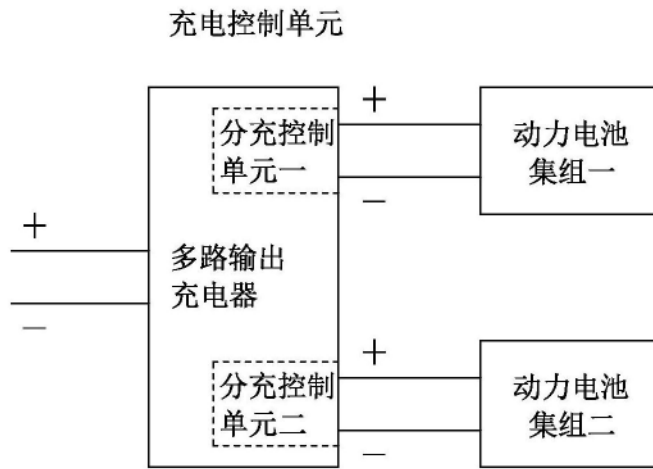 充电控制单元
+
分充控制
单元一
−
动力电池
集组一
+
多路输出
充电器
−
+
分充控制
单元二
−
动力电池
集组二